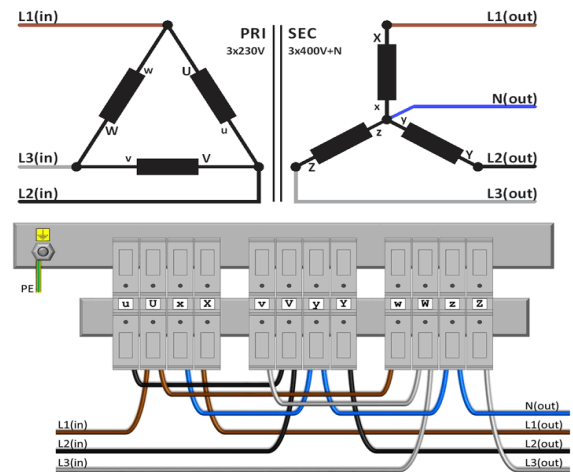 L1(in)
PRI
SEC
L1(out)
3x230V
3x400V+N
X
w
U
x
N(out)
W
u
z
y
L3(in)
v
V
Z
Y
L2(out)
L2(in)
L3(out)
PE
u U x X v V y Y w W z Z
N(out)
L1(in)
L1(out)
L2(in)
L2(out)
L3(in)
L3(out)